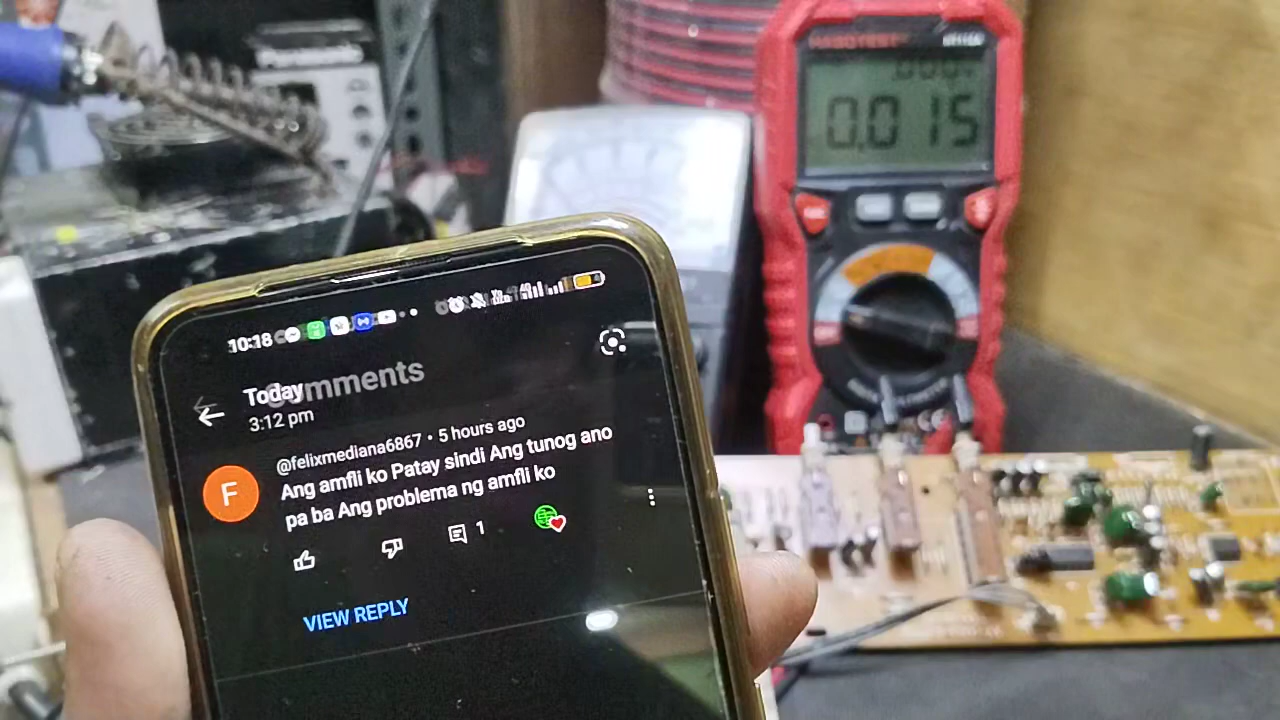 Panasonic
0.015
10:18
Comments
Today
3:12 pm
@felixmediana6867 • 5 hours ago
Ang amfli ko Patay sindi Ang tunog ano
pa ba Ang problema ng amfli ko
1
F
VIEW REPLY